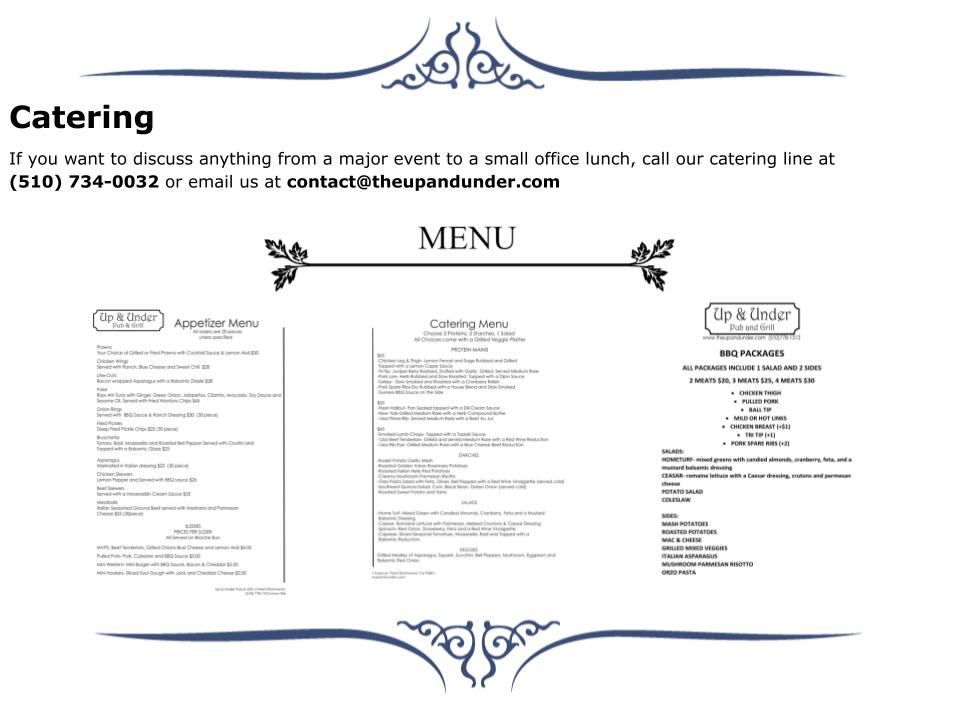 Catering
If you want to discuss anything from a major event to a small office lunch, call our catering line at
(510) 734-0032 or email us at contact@theupandunder.com
MENU
Up & Under
Pub & Grill
Appetizer Menu
All orders are 20 pieces
unless specified
Prawns
Your Choice of Grilled or Fried Prawns with Cocktail Sauce & Lemon Aioli $50
Chicken Wings
Served with Ranch, Blue Cheese and Sweet Chili $28
Line-Outs
Bacon wrapped Asparagus with a Balsamic Glaze $28
Poke
Raw Ahi Tuna with Ginger, Green Onion, Jalapeños, Cilantro, Avocado, Soy Sauce and
Sesame Oil. Served with Fried Wontons Chips $45
Onion Rings
Served with BBQ Sauce & Ranch Dressing $30 (30 piece)
Fried Pickles
Deep Fried Pickle Chips $25 (30 piece)
Bruschetta
Tomato, Basil, Mozzarella and Roasted Bell Pepper Served with Crostini and
Topped with a Balsamic Glaze $25
Asparagus
Marinated in Italian dressing (30 piece)
Chicken Skewers
Lemon Pepper and Served with BBQ sauce $26
Beef Skewers
Served with a Horseradish Cream Sauce
Meatballs
Italian Seasoned Ground Beef served with Marinara and Parmesan
Cheese
SLIDERS
PRICES PER SLIDER
All Served on Brioche Bun
MVPS- Beef Tenderloin, Grilled Onions Blue Cheese and Lemon Aioli $4.00
Pulled Pork- Pork, Coleslaw and BBQ Sauce $3.00
Mini Western- Mini Burger with BBQ Sauce, Bacon & Cheddar
Mini Hookers- Sliced Sour Dough with Jack and Cheddar Cheese $2.00
Catering Menu
Choose 2 Proteins, 2 Starches, 1 Salad
All Choices come with a Grilled Veggie Platter
PROTEIN MAINS
-Chicken Leg & Thigh- Lemon Fennel and Sage Rubbed and Grilled
Topped with a Lemon Caper Sauce
-Tri-Tip- Juniper Berry Rubbed, Stuffed with Garlic, Grilled, Served Medium Rare
-Pork Loin- Herb Rubbed and Slow Roasted, Topped with a Dijon Sauce
-Turkey- Slow Smoked and Roasted with a Cranberry Relish
-Pork Spare Ribs-Dry Rubbed with a House Blend and Slow Smoked
Guiness BBQ Sauce on the Side
-Fresh Halibut- Pan Seared topped with a Dill Cream Sauce
-New York-Grilled Medium Rare with a Herb Compound Butter
Prime Rib- Served Medium Rare with a Beef Au Jus
$45
-Smoked Lamb Chops- Topped with a Tzaziki Sauce
Beef Tenderloin- Grilled and served Medium Rare with a Red Wine Reduction
Rib Eye- Grilled Medium Rare with a Blue Cheese Beef Reduction
STARCHES
-Russet Potato Garlic Mash
-Roasted Golden Yukon Rosemary Potatoes
-Roasted Italian Herb Red Potatoes
-Creamy Mushroom Parmesan Risotto
-Orzo Pasta Salad with Feta, Olives, Bell Peppers with a Red Wine Vinaigrette (served cold)
-Southwest Quinoa Salad- Corn, Black Bean, Green Onion (served cold)
-Roasted Sweet Potato and Yams
SALADS
-Home Turf- Mixed Green with Candied Almonds, Cranberry, Feta and a Mustard
Balsamic Dressing
-Caesar- Romaine Lettuce with Parmesan, Herbed Croutons & Caesar Dressing
-Spinach- Red Onion, Strawberry, Feta and a Red Wine Vinaigrette
-Caprese- Sliced Seasonal Tomatoes, Mozzarella, Basil and Topped with a
Balsamic Reduction
VEGGIES
Grilled Medley of Asparagus, Squash, Zucchini, Bell Peppers, Mushroom, Eggplant and
Balsamic Red Onion.
Up & Under
Pub and Grill
www.theupandunder.com
BBQ PACKAGES
ALL PACKAGES INCLUDE 1 SALAD AND 2 SIDES
2 MEATS $20, 3 MEATS $25, 4 MEATS $30
• CHICKEN THIGH
• PULLED PORK
• BALL TIP
• MILD OR HOT LINKS
• CHICKEN BREAST (+$1)
• TRI TIP (+1)
• PORK SPARE RIBS (+2)
SALADS:
HOMETURF- mixed greens with candied almonds, cranberry, feta, and a
mustard balsamic dressing
CEASAR- romaine lettuce with a Caesar dressing, crutons and parmesan
cheese
POTATO SALAD
COLESLAW
SIDES:
MASH POTATOES
ROASTED POTATOES
MAC & CHEESE
GRILLED MIXED VEGGIES
ITALIAN ASPARAGUS
MUSHROOM PARMESAN RISOTTO
ORZO PASTA